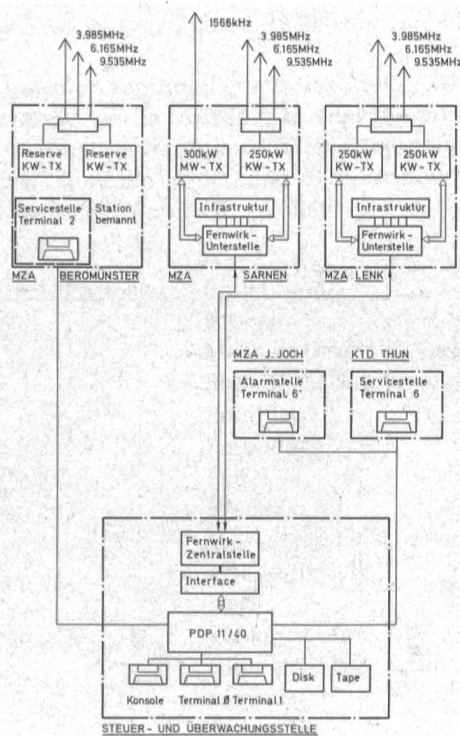 3.985MHz
6.165MHz
9.535MHz
1566kHz
3.985MHz
6.165MHz
9.535MHz
3.985MHz
6.165MHz
9.535MHz
Reserve
KW-TX
Reserve
KW-TX
Servicestelle
Terminal 2
Station
bemannt
MZA BEROMÜNSTER
300kW
MW-TX
250kW
KW-TX
Infrastruktur
Fernwirk-
Unterstelle
MZA SARNEN
250kW
KW-TX
250kW
KW-TX
Infrastruktur
Fernwirk-
Unterstelle
MZA LENK
MZA J. JOCH
Alarmstelle
Terminal 6'
KTD THUN
Servicestelle
Terminal 6
Fernwirk-
Zentralstelle
Interface
PDP 11/40
Konsole
Terminal Ø
Terminal 1
Disk
Tape
STEUER- UND ÜBERWACHUNGSSTELLE